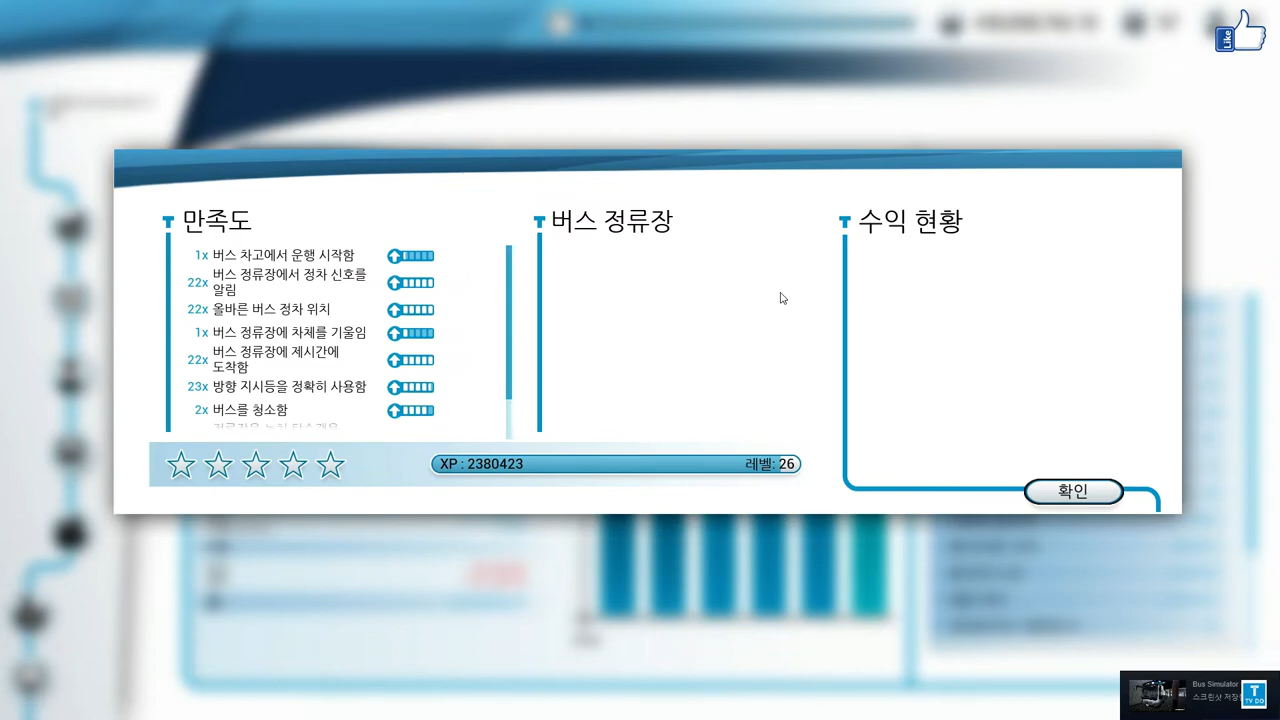 Like
만족도
1x 버스 차고에서 운행 시작함
22x 버스 정류장에서 정차 신호를
알림
22x 올바른 버스 정차 위치
1x 버스 정류장에 차체를 기울임
22x 버스 정류장에 제시간에
도착함
23x 방향 지시등을 정확히 사용함
2x 버스를 청소함
버스 정류장
수익 현황
XP : 2380423
레벨: 26
확인
Bus Simulator
스크린샷 저장
T
TV DO